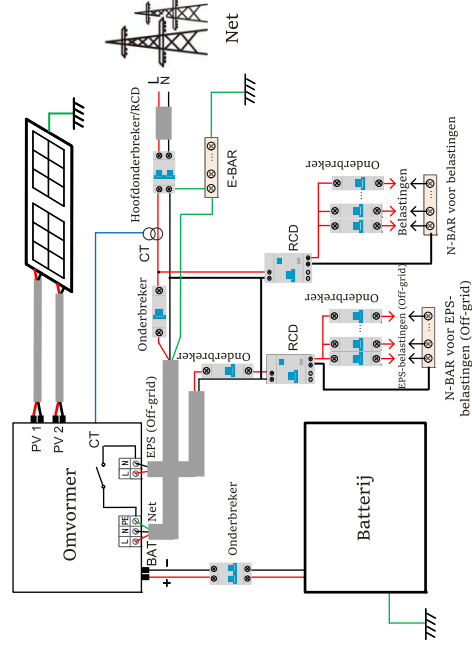 Net
L
N
Hoofdonderbreker/RCD
E-BAR
CT
Onderbreker
RCD
Onderbreker
Belastingen
N-BAR voor belastingen
Onderbreker
RCD
Onderbreker
EPS-belastingen (Off-grid)
N-BAR voor EPS-
belastingen (Off-grid)
PV 1
PV 2
CT
Omvormer
L N
EPS (Off-grid)
L N PE
Net
BAT
+ -
Onderbreker
Batterij